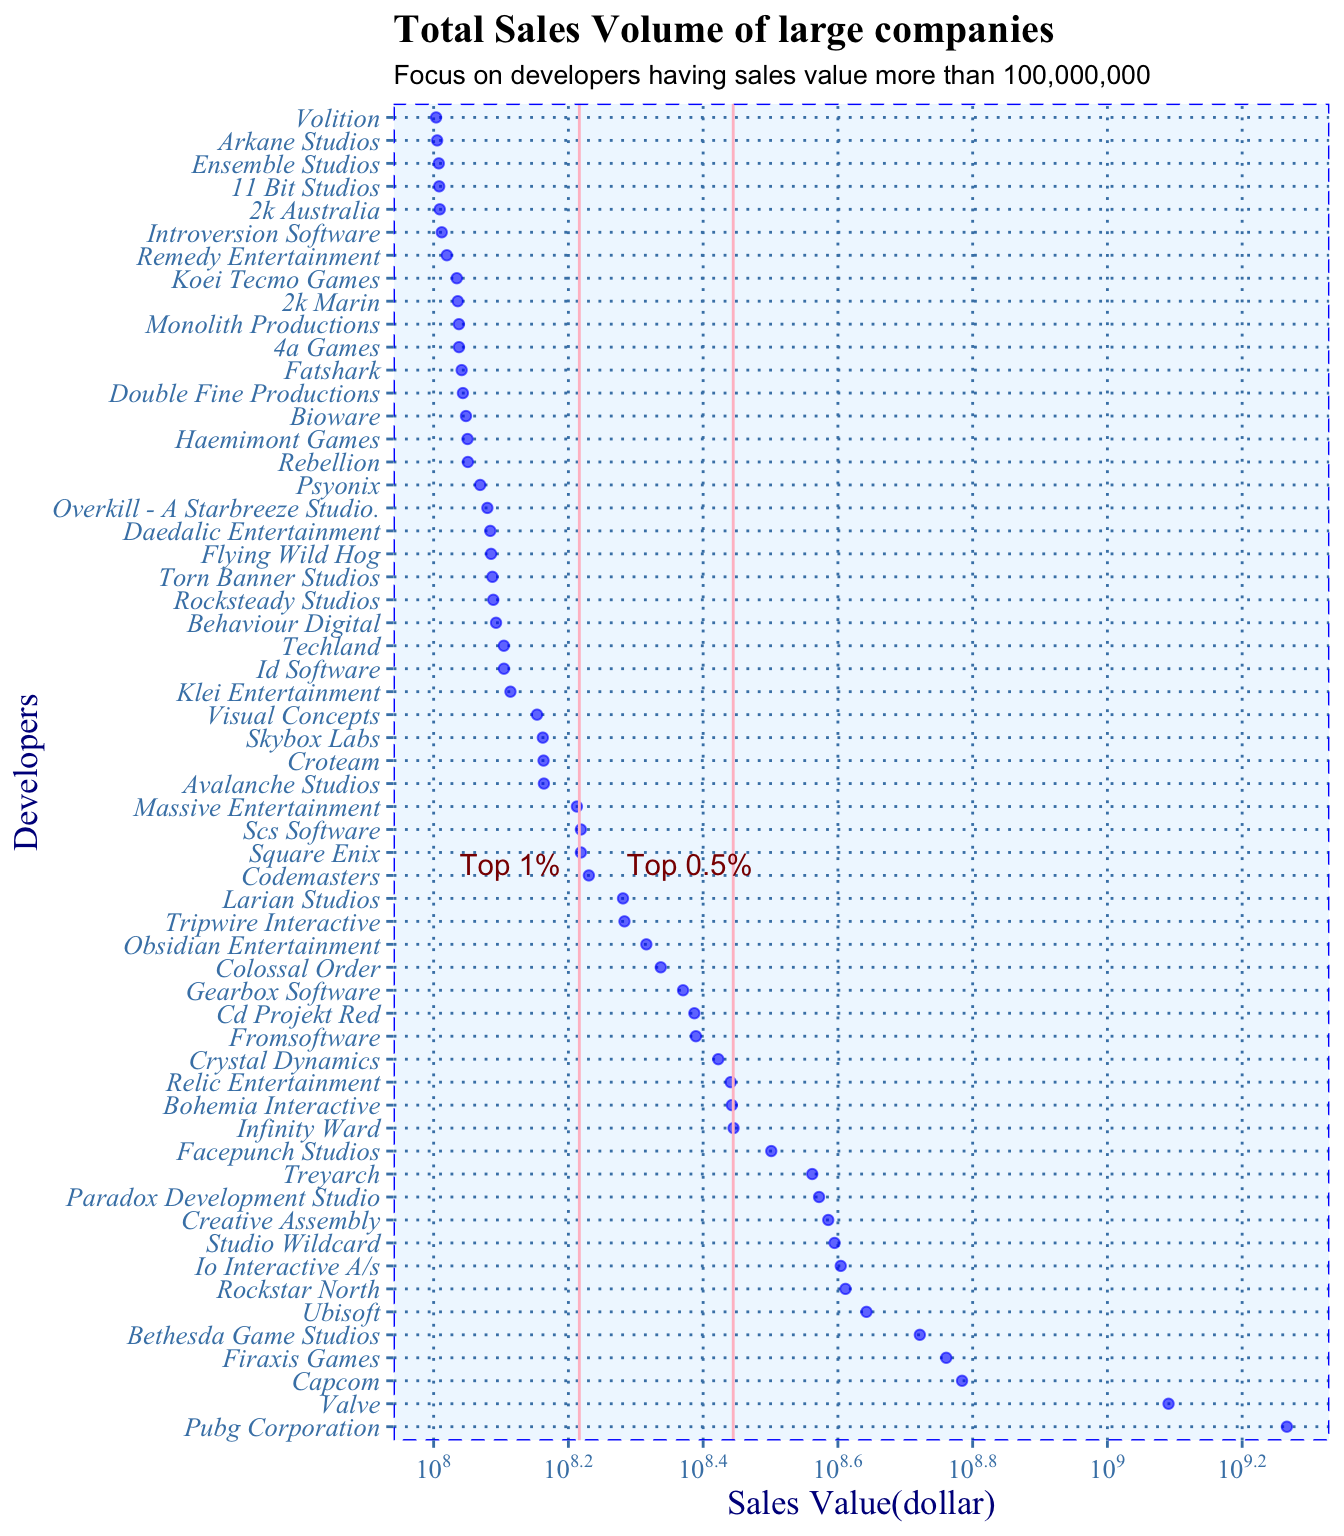 Total Sales Volume of large companies
Focus on developers having sales value more than 100,000,000
Developers
Volition
Arkane Studios
Ensemble Studios
11 Bit Studios
2k Australia
Introversion Software
Remedy Entertainment
Koei Tecmo Games
2k Marin
Monolith Productions
4a Games
Fatshark
Double Fine Productions
Bioware
Haemimont Games
Rebellion
Psyonix
Overkill - A Starbreeze Studio.
Daedalic Entertainment
Flying Wild Hog
Torn Banner Studios
Rocksteady Studios
Behaviour Digital
Techland
Id Software
Klei Entertainment
Visual Concepts
Skybox Labs
Croteam
Avalanche Studios
Massive Entertainment
Scs Software
Square Enix
Top 1% Top 0.5%
Codemasters
Larian Studios
Tripwire Interactive
Obsidian Entertainment
Colossal Order
Gearbox Software
Cd Projekt Red
Fromsoftware
Crystal Dynamics
Relic Entertainment
Bohemia Interactive
Infinity Ward
Facepunch Studios
Treyarch
Paradox Development Studio
Creative Assembly
Studio Wildcard
Io Interactive A/s
Rockstar North
Ubisoft
Bethesda Game Studios
Firaxis Games
Capcom
Valve
Pubg Corporation
10^8 10^8.2 10^8.4 10^8.6 10^8.8 10^9 10^9.2
Sales Value(dollar)